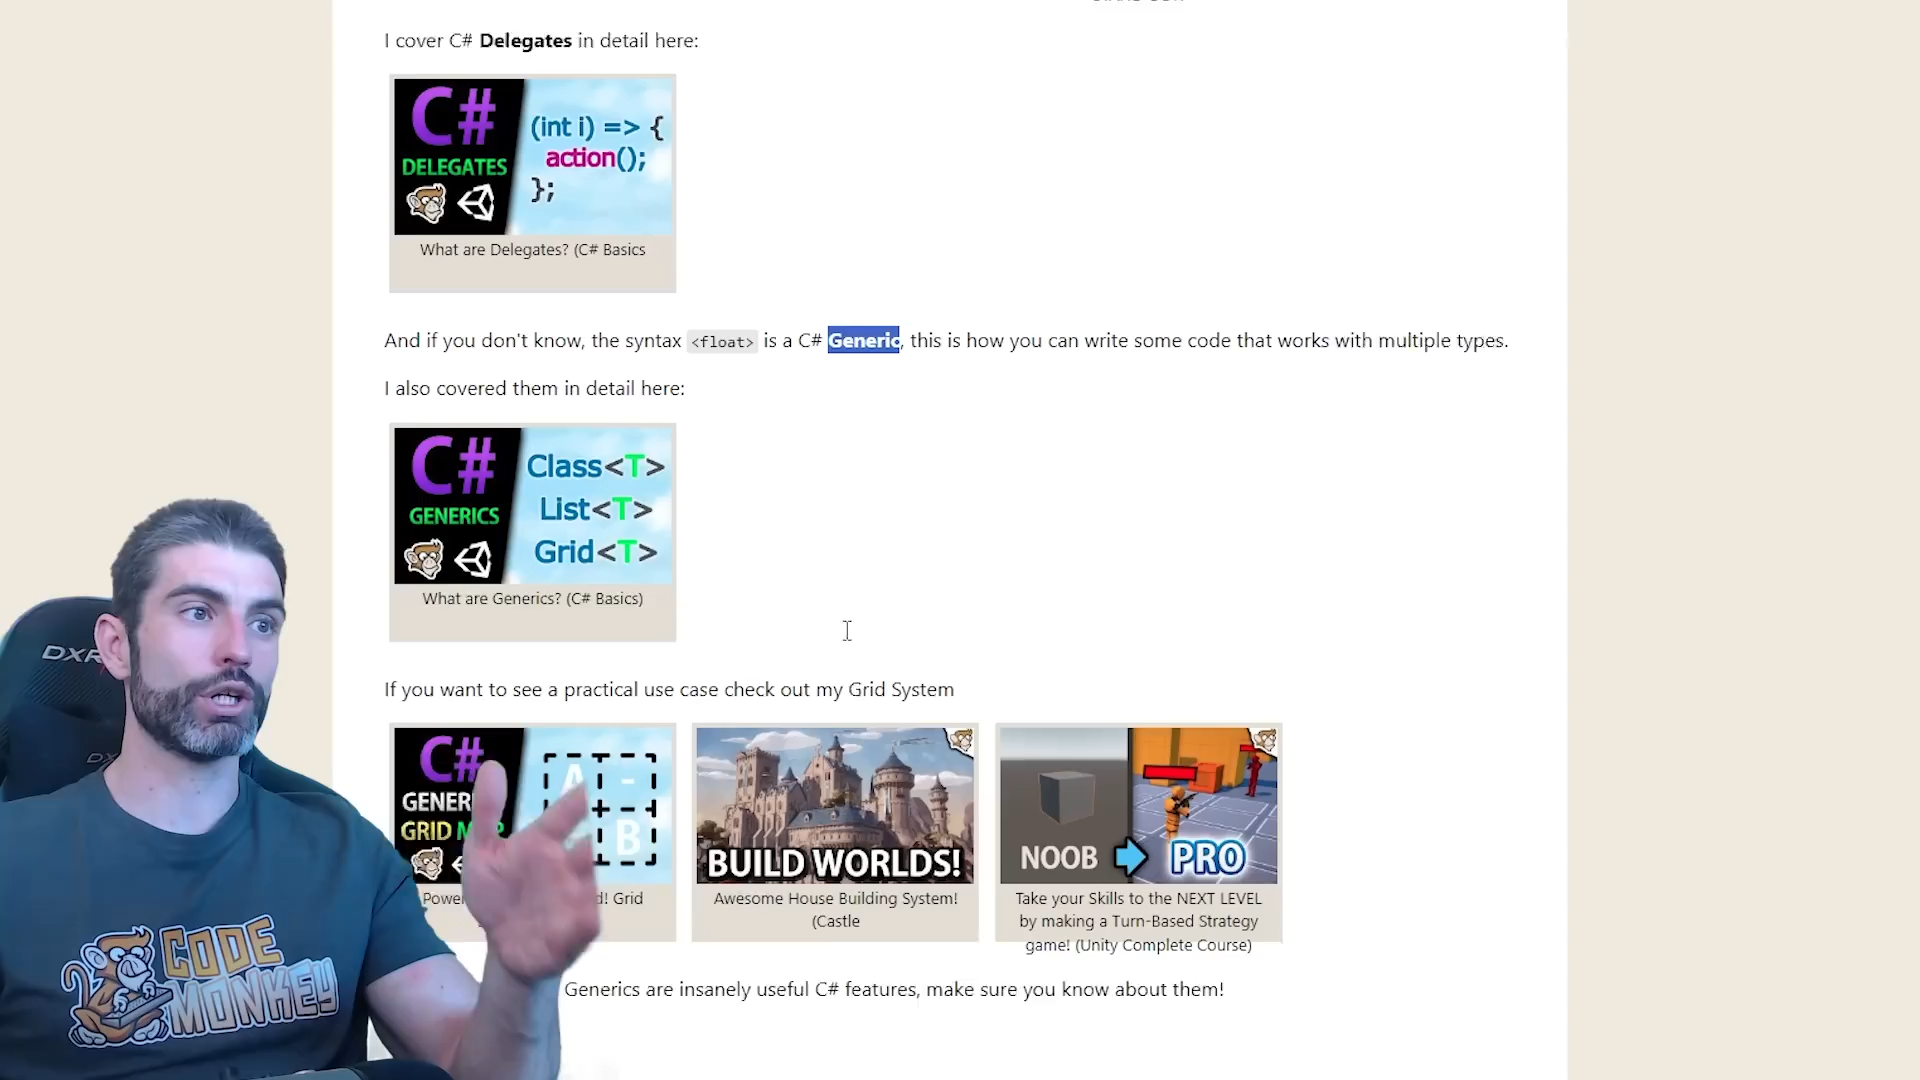 I cover C# Delegates in detail here:
C#
DELEGATES
(int i) => {
action();
};
What are Delegates? (C# Basics
And if you don't know, the syntax <float> is a C# Generic, this is how you can write some code that works with multiple types.
I also covered them in detail here:
C#
GENERICS
Class<T>
List<T>
Grid<T>
What are Generics? (C# Basics)
If you want to see a practical use case check out my Grid System
C#
GRID
B
Grid
BUILD WORLDS!
Awesome House Building System!
(Castle
NOOB
PRO
Take your Skills to the NEXT LEVEL
by making a Turn-Based Strategy
game! (Unity Complete Course)
Generics are insanely useful C# features, make sure you know about them!
CODE
MONKEY